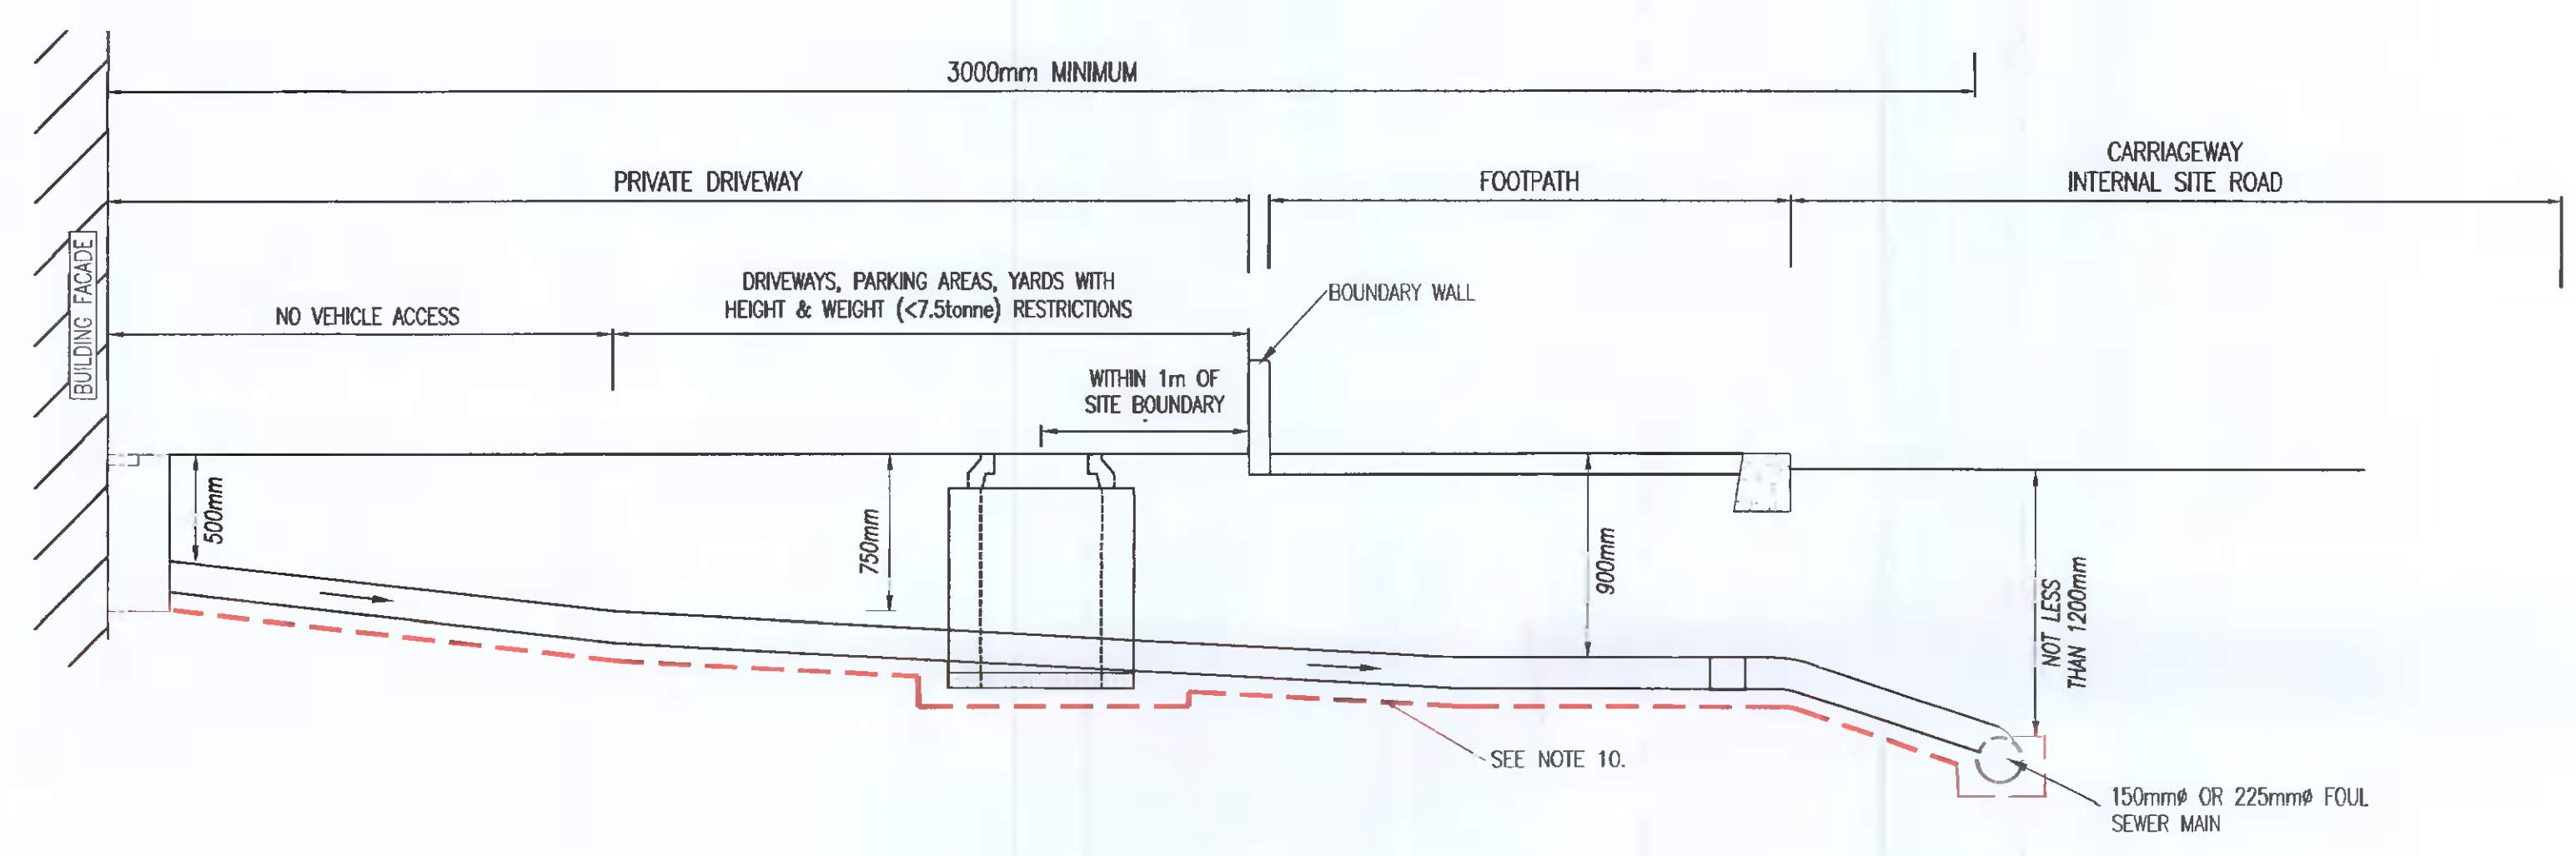 3000mm MINIMUM
CARRIAGEWAY
INTERNAL SITE ROAD
PRIVATE DRIVEWAY
FOOTPATH
BUILDING FACADE
DRIVEWAYS, PARKING AREAS, YARDS WITH
HEIGHT & WEIGHT (<7.5tonne) RESTRICTIONS
NO VEHICLE ACCESS
BOUNDARY WALL
WITHIN 1m OF
SITE BOUNDARY
500mm
750mm
900mm
NOT LESS
THAN 1200mm
SEE NOTE 10.
150mmø OR 225mmø FOUL
SEWER MAIN